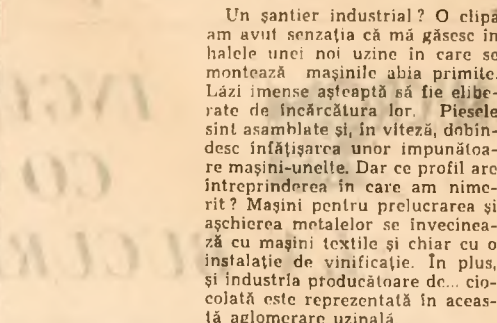 Un șantier industrial? O clipă
am avut senzația că mă găsesc în
halele unei noi uzine în care se
montează mașinile abia primite.
Lăzi imense așteaptă să fie elibe-
rate de încărcătura lor. Piesele
sînt asamblate și, în viteză, dobîn-
desc înfățișarea unor impunătoa-
re mașini-unelte. Dar ce profil are
întreprinderea în care am nime-
rit? Mașini pentru prelucrarea și
așchierea metalelor se învecinea-
ză cu mașini textile și chiar cu o
instalație de vinificație. În plus,
și industria producătoare de... cio-
colată este reprezentată în aceas-
tă aglomerare uzinală